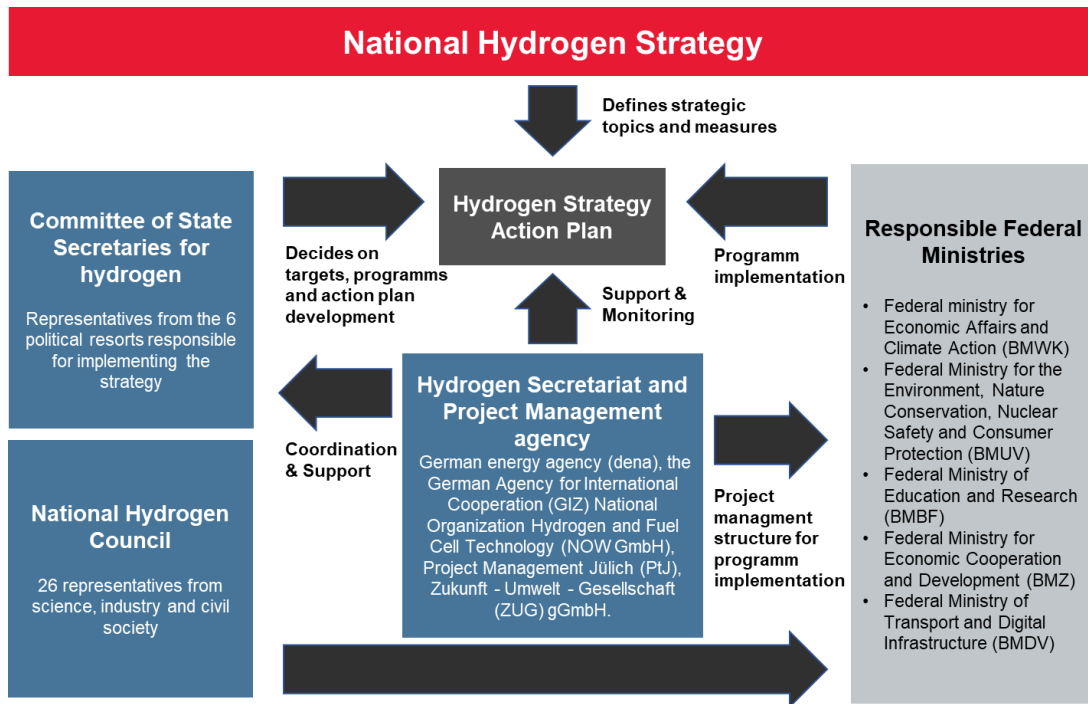 National Hydrogen Strategy
Defines strategic
topics and measures
Committee of State
Secretaries for
hydrogen
Representatives from the 6
political resorts responsible
for implementing the
strategy
Decides on
targets, programms
and action plan
development
Hydrogen Strategy
Action Plan
Programm
implementation
Support &
Monitoring
Responsible Federal
Ministries
• Federal ministry for
Economic Affairs and
Climate Action (BMWK)
• Federal Ministry for the
Environment, Nature
Conservation, Nuclear
Safety and Consumer
Protection (BMUV)
• Federal Ministry of
Education and Research
(BMBF)
• Federal Ministry for
Economic Cooperation
and Development (BMZ)
• Federal Ministry of
Transport and Digital
Infrastructure (BMDV)
Coordination
& Support
Hydrogen Secretariat and
Project Management
agency
German energy agency (dena), the
German Agency for International
Cooperation (GIZ) National
Organization Hydrogen and Fuel
Cell Technology (NOW GmbH),
Project Management Jülich (PtJ),
Zukunft - Umwelt - Gesellschaft
(ZUG) gGmbH.
Project
managment
structure for
programm
implementation
National Hydrogen
Council
26 representatives from
science, industry and civil
society